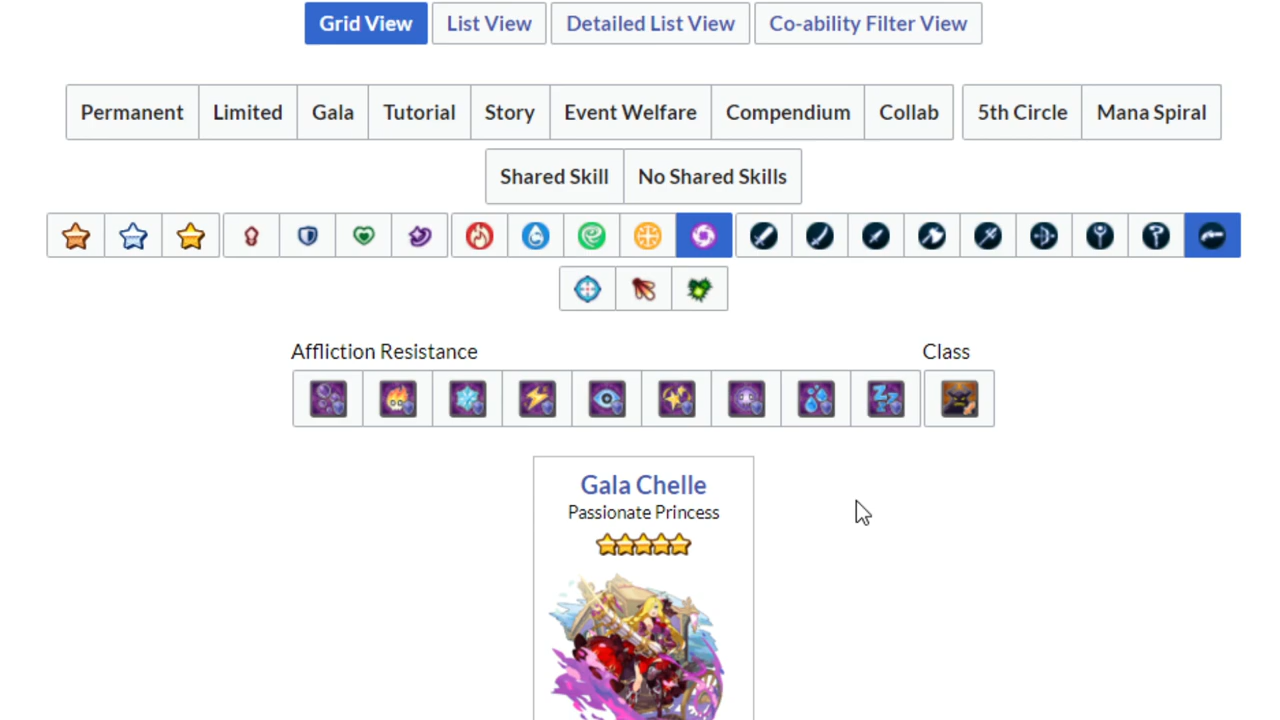 Grid View List View Detailed List View Co-ability Filter View
Permanent Limited Gala Tutorial Story Event Welfare Compendium Collab 5th Circle Mana Spiral
Shared Skill No Shared Skills
Affliction Resistance Class
Gala Chelle
Passionate Princess